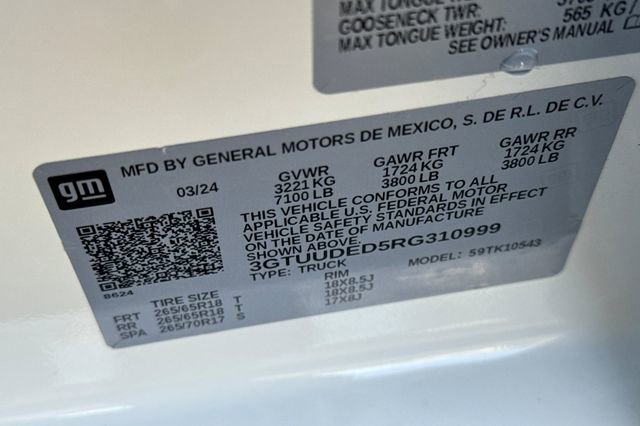 MAX TONGUE
GOOSENECK TWR:
MAX TONGUE WEIGHT: 565 KG/
SEE OWNER'S MANUAL
gm
MFD BY GENERAL MOTORS DE MEXICO, S. DE R.L. DE C.V.
03/24 GVWR GAWR FRT GAWR RR
3221 KG 1724 KG 1724 KG
7100 LB 3800 LB 3800 LB
THIS VEHICLE CONFORMS TO ALL
APPLICABLE U.S. FEDERAL MOTOR
VEHICLE SAFETY STANDARDS IN EFFECT
ON THE DATE OF MANUFACTURE
SHOWN ABOVE.
3GTUUDED5RG310999
TYPE: TRUCK MODEL: 59TK10543
8624
TIRE SIZE RIM
FRT 265/65R18 T 18X8.5J
RR 265/65R18 T 18X8.5J
SPA 265/70R17 S 17X8J